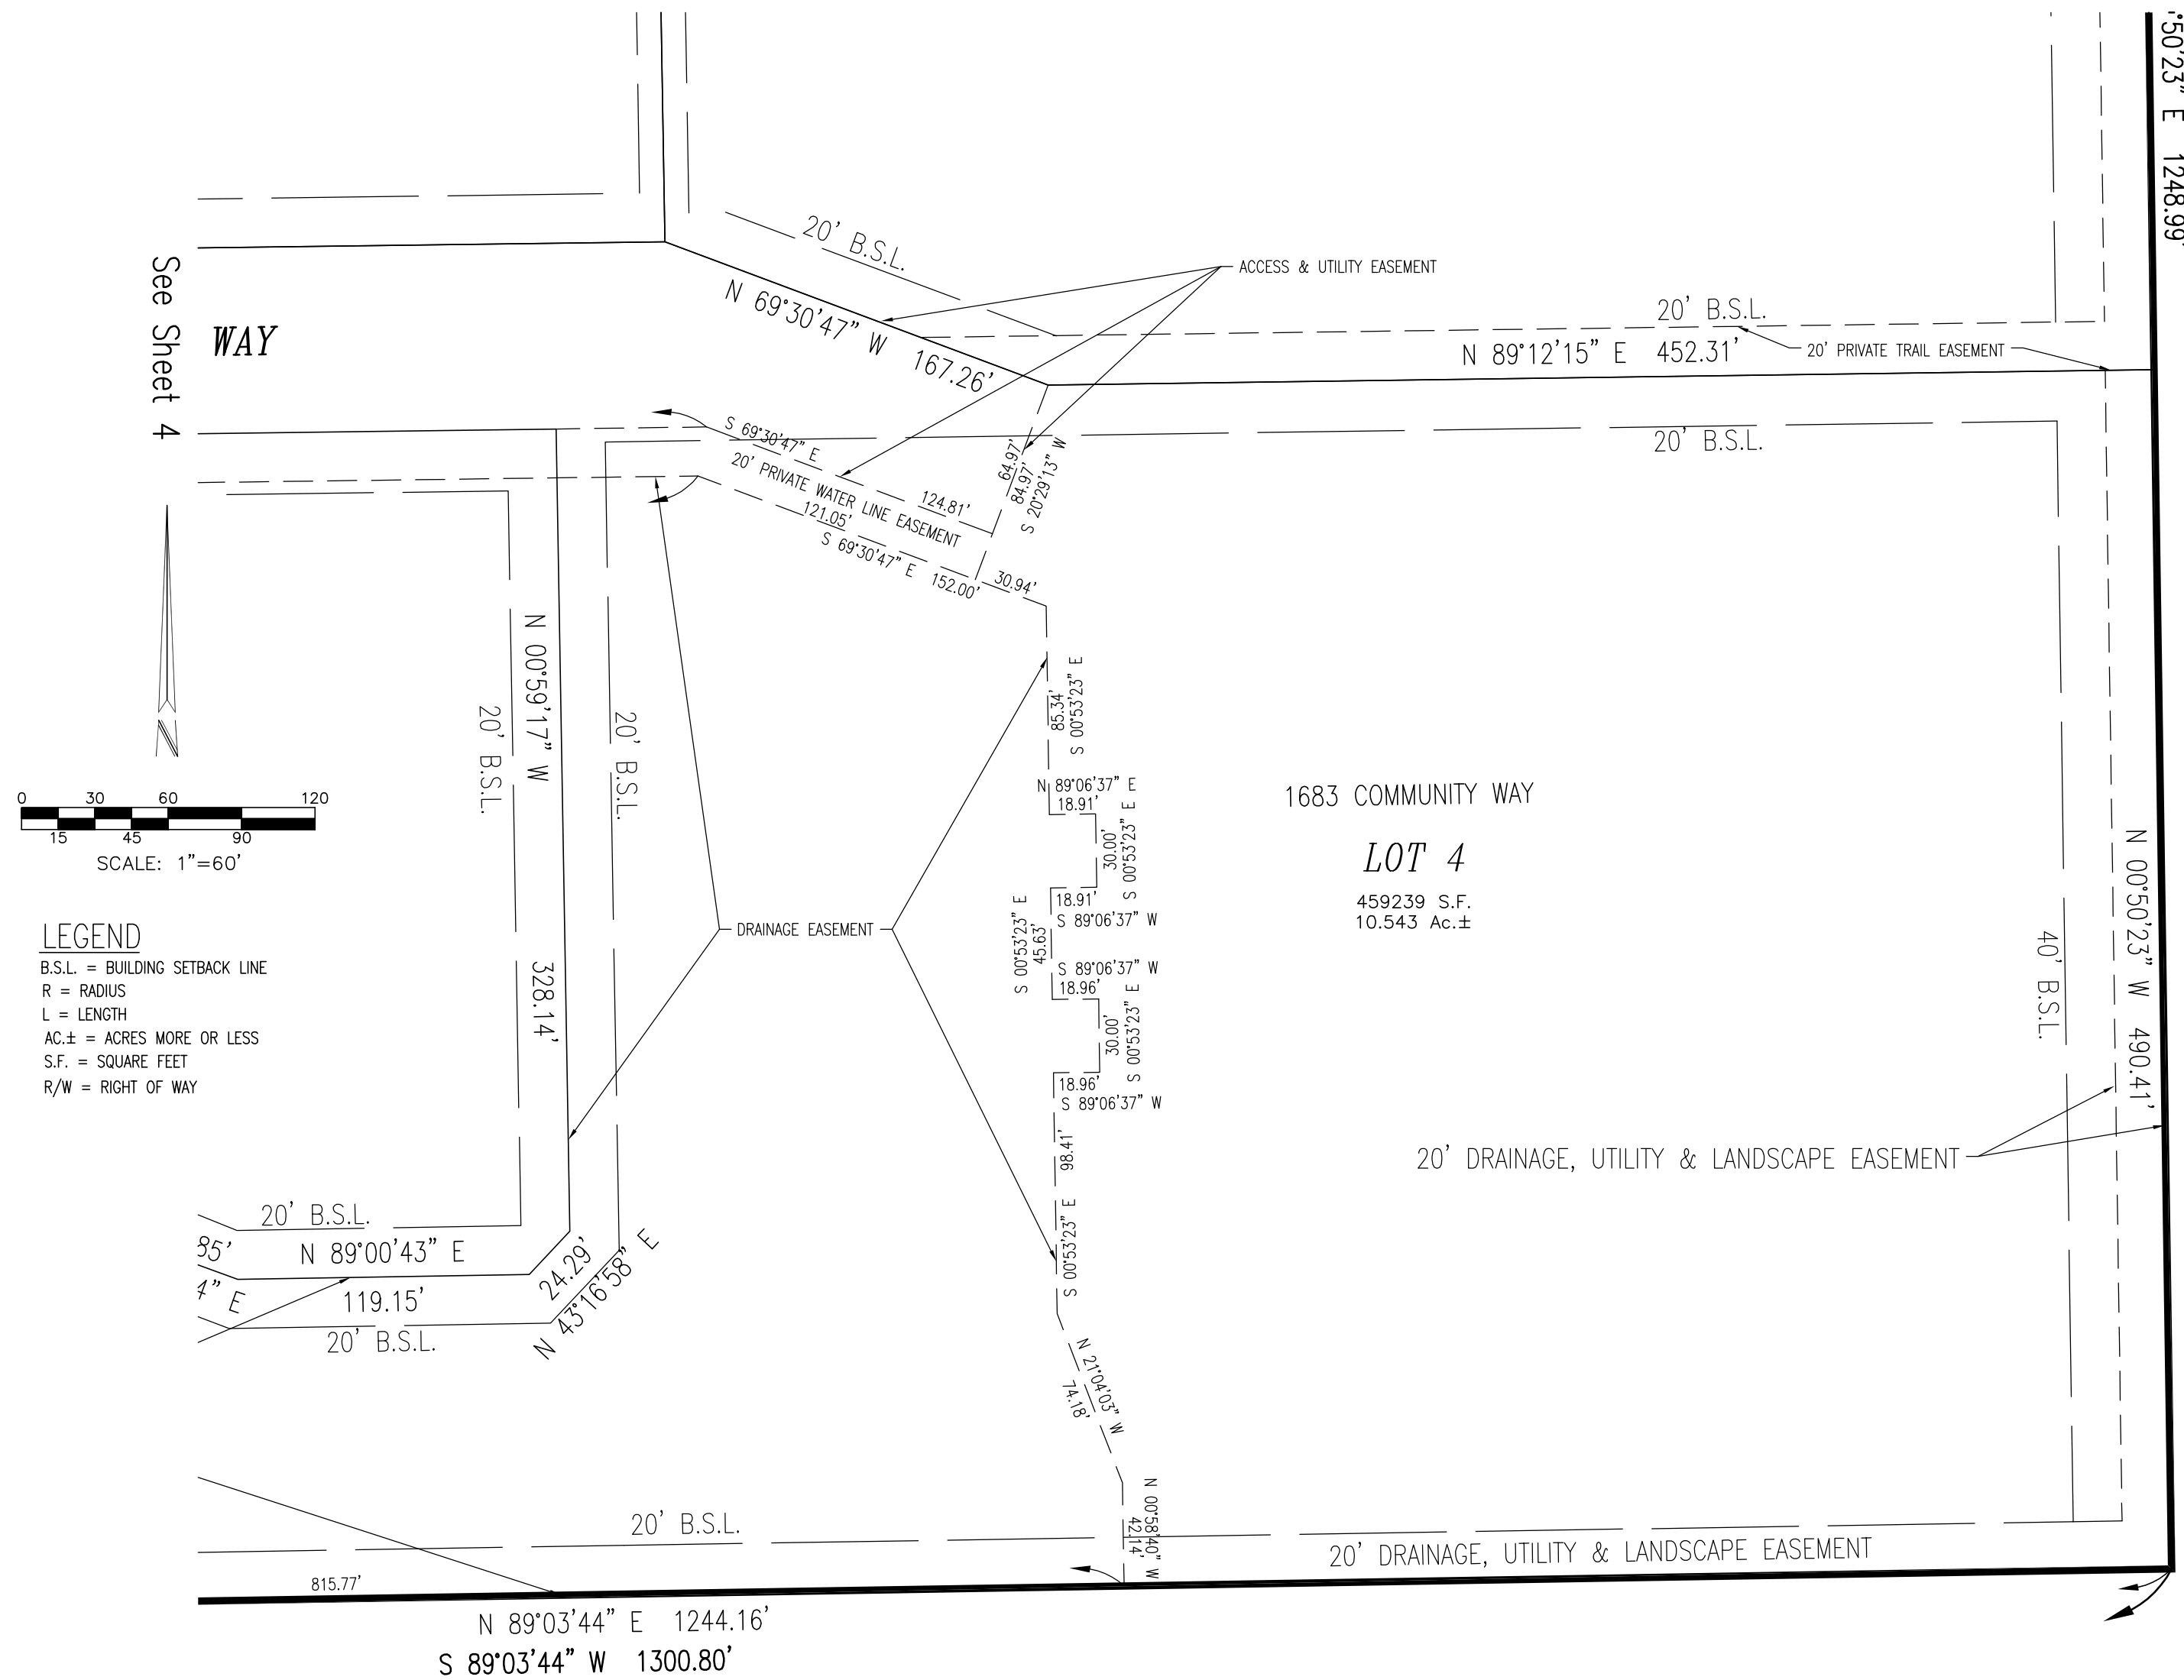 °50'23" E 1248.99'
20' B.S.L.
ACCESS & UTILITY EASEMENT
See Sheet 4
WAY
N 69°30'47" W 167.26'
20' B.S.L.
N 89°12'15" E 452.31'
20' PRIVATE TRAIL EASEMENT
20' B.S.L.
S 69°30'47" E
124.81'
20' PRIVATE WATER LINE EASEMENT
121.05'
S 69°30'47" E 152.00'
30.94'
64.97'
84.97'
S 20°29'13" W
N 00°59'17" W 328.14'
20' B.S.L.
20' B.S.L.
85.34'
S 00°53'23" E
N 89°06'37" E
18.91'
30.00'
S 00°53'23" E
18.91'
S 89°06'37" W
S 00°53'23" E
45.63'
S 89°06'37" W
18.96'
30.00'
S 00°53'23" E
18.96'
S 89°06'37" W
S 00°53'23" E 98.41'
DRAINAGE EASEMENT
1683 COMMUNITY WAY
LOT 4
459239 S.F.
10.543 Ac.±
40' B.S.L.
N 00°50'23" W 490.41'
20' DRAINAGE, UTILITY & LANDSCAPE EASEMENT
N
0 30 60 120
15 45 90
SCALE: 1"=60'
LEGEND
B.S.L. = BUILDING SETBACK LINE
R = RADIUS
L = LENGTH
AC.± = ACRES MORE OR LESS
S.F. = SQUARE FEET
R/W = RIGHT OF WAY
20' B.S.L.
85'
N 89°00'43" E
4" E
119.15'
20' B.S.L.
24.29'
N 43°16'58" E
N 21°04'03" W
74.18'
N 00°58'40" W
42.14'
20' B.S.L.
20' DRAINAGE, UTILITY & LANDSCAPE EASEMENT
815.77'
N 89°03'44" E 1244.16'
S 89°03'44" W 1300.80'